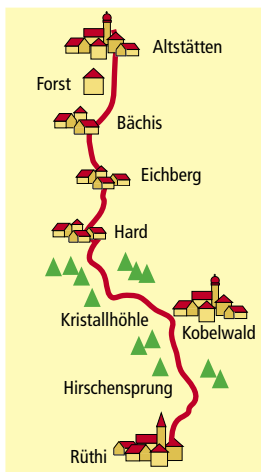 Altstätten
Forst
Bächis
Eichberg
Hard
Kristallhöhle
Kobelwald
Hirschensprung
Rüthi